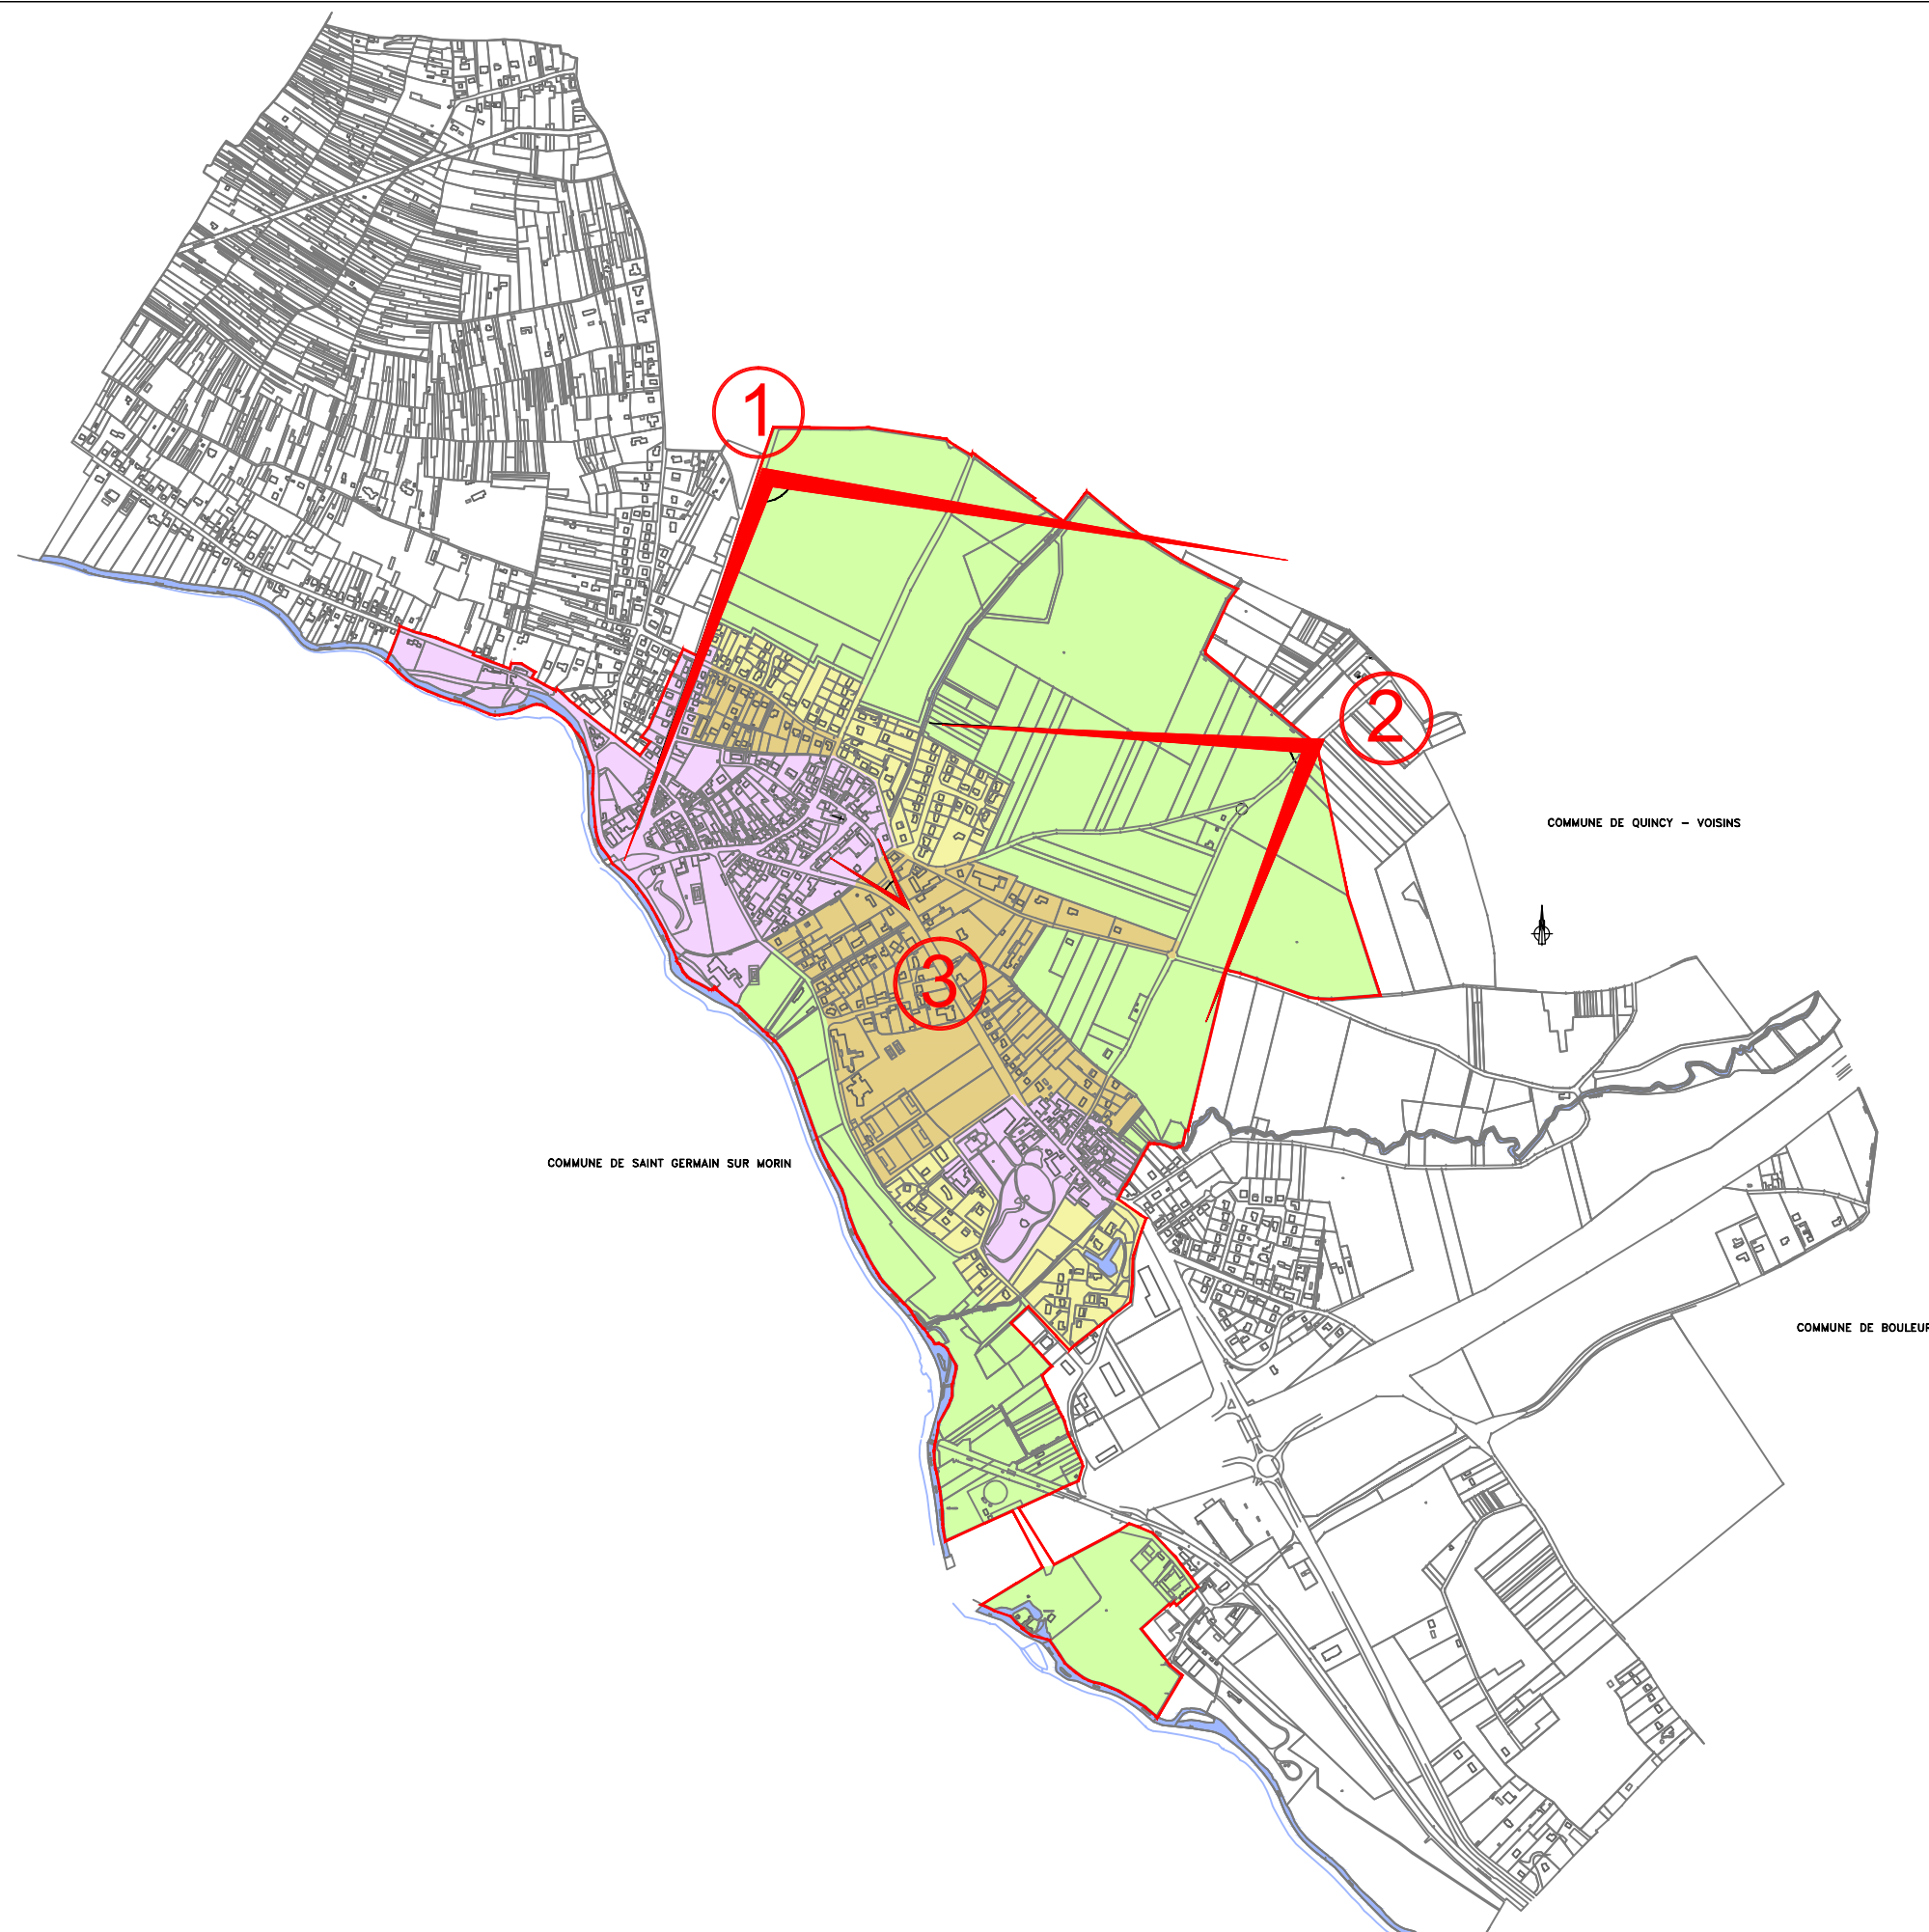 1
2
COMMUNE DE QUINCY – VOISINS
3
COMMUNE DE SAINT GERMAIN SUR MORIN
COMMUNE DE BOULEUR